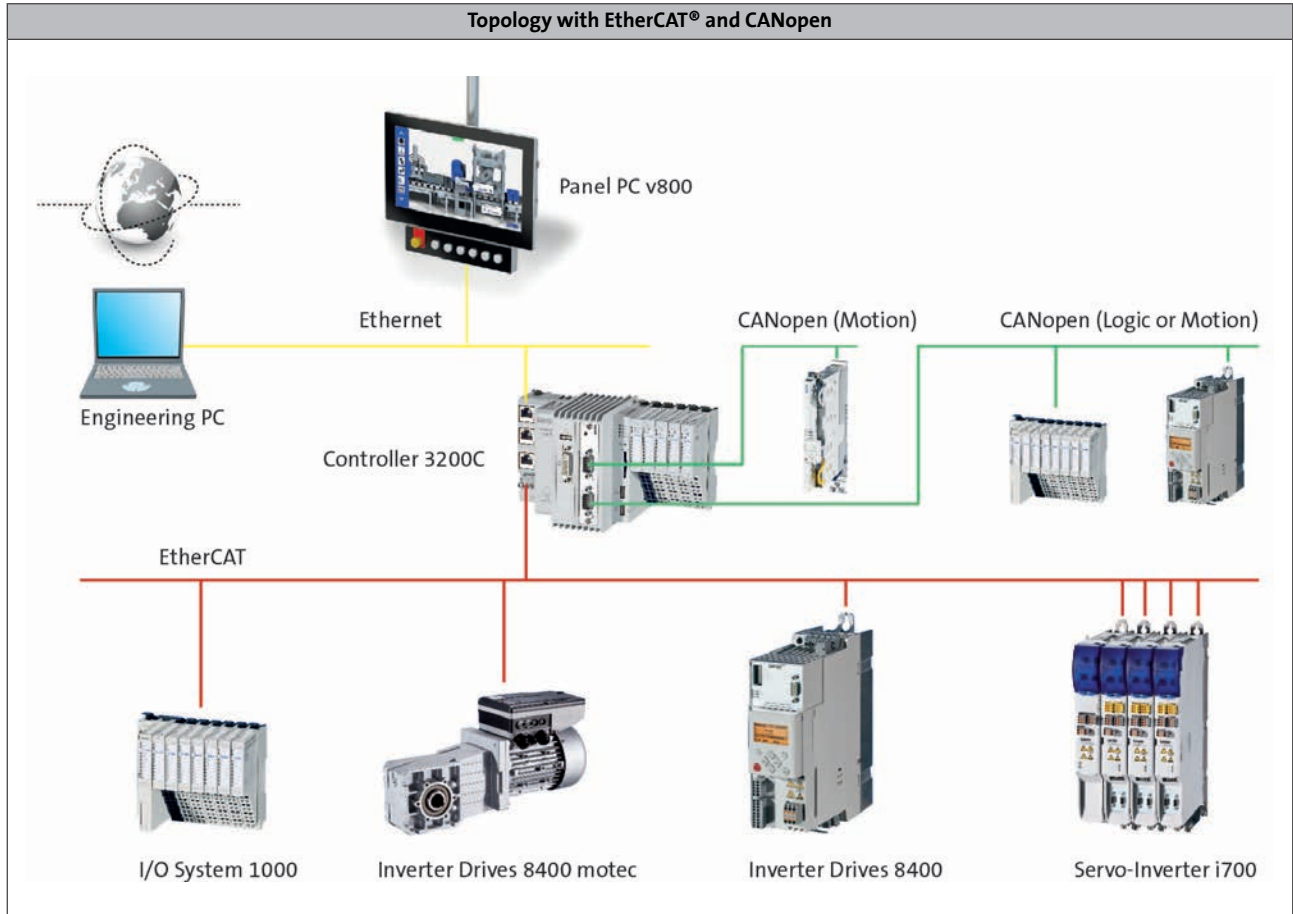 Topology with EtherCAT® and CANopen
Panel PC v800
Ethernet
CANopen (Motion)
CANopen (Logic or Motion)
Engineering PC
Controller 3200C
EtherCAT
I/O System 1000
Inverter Drives 8400 motec
Inverter Drives 8400
Servo-Inverter i700